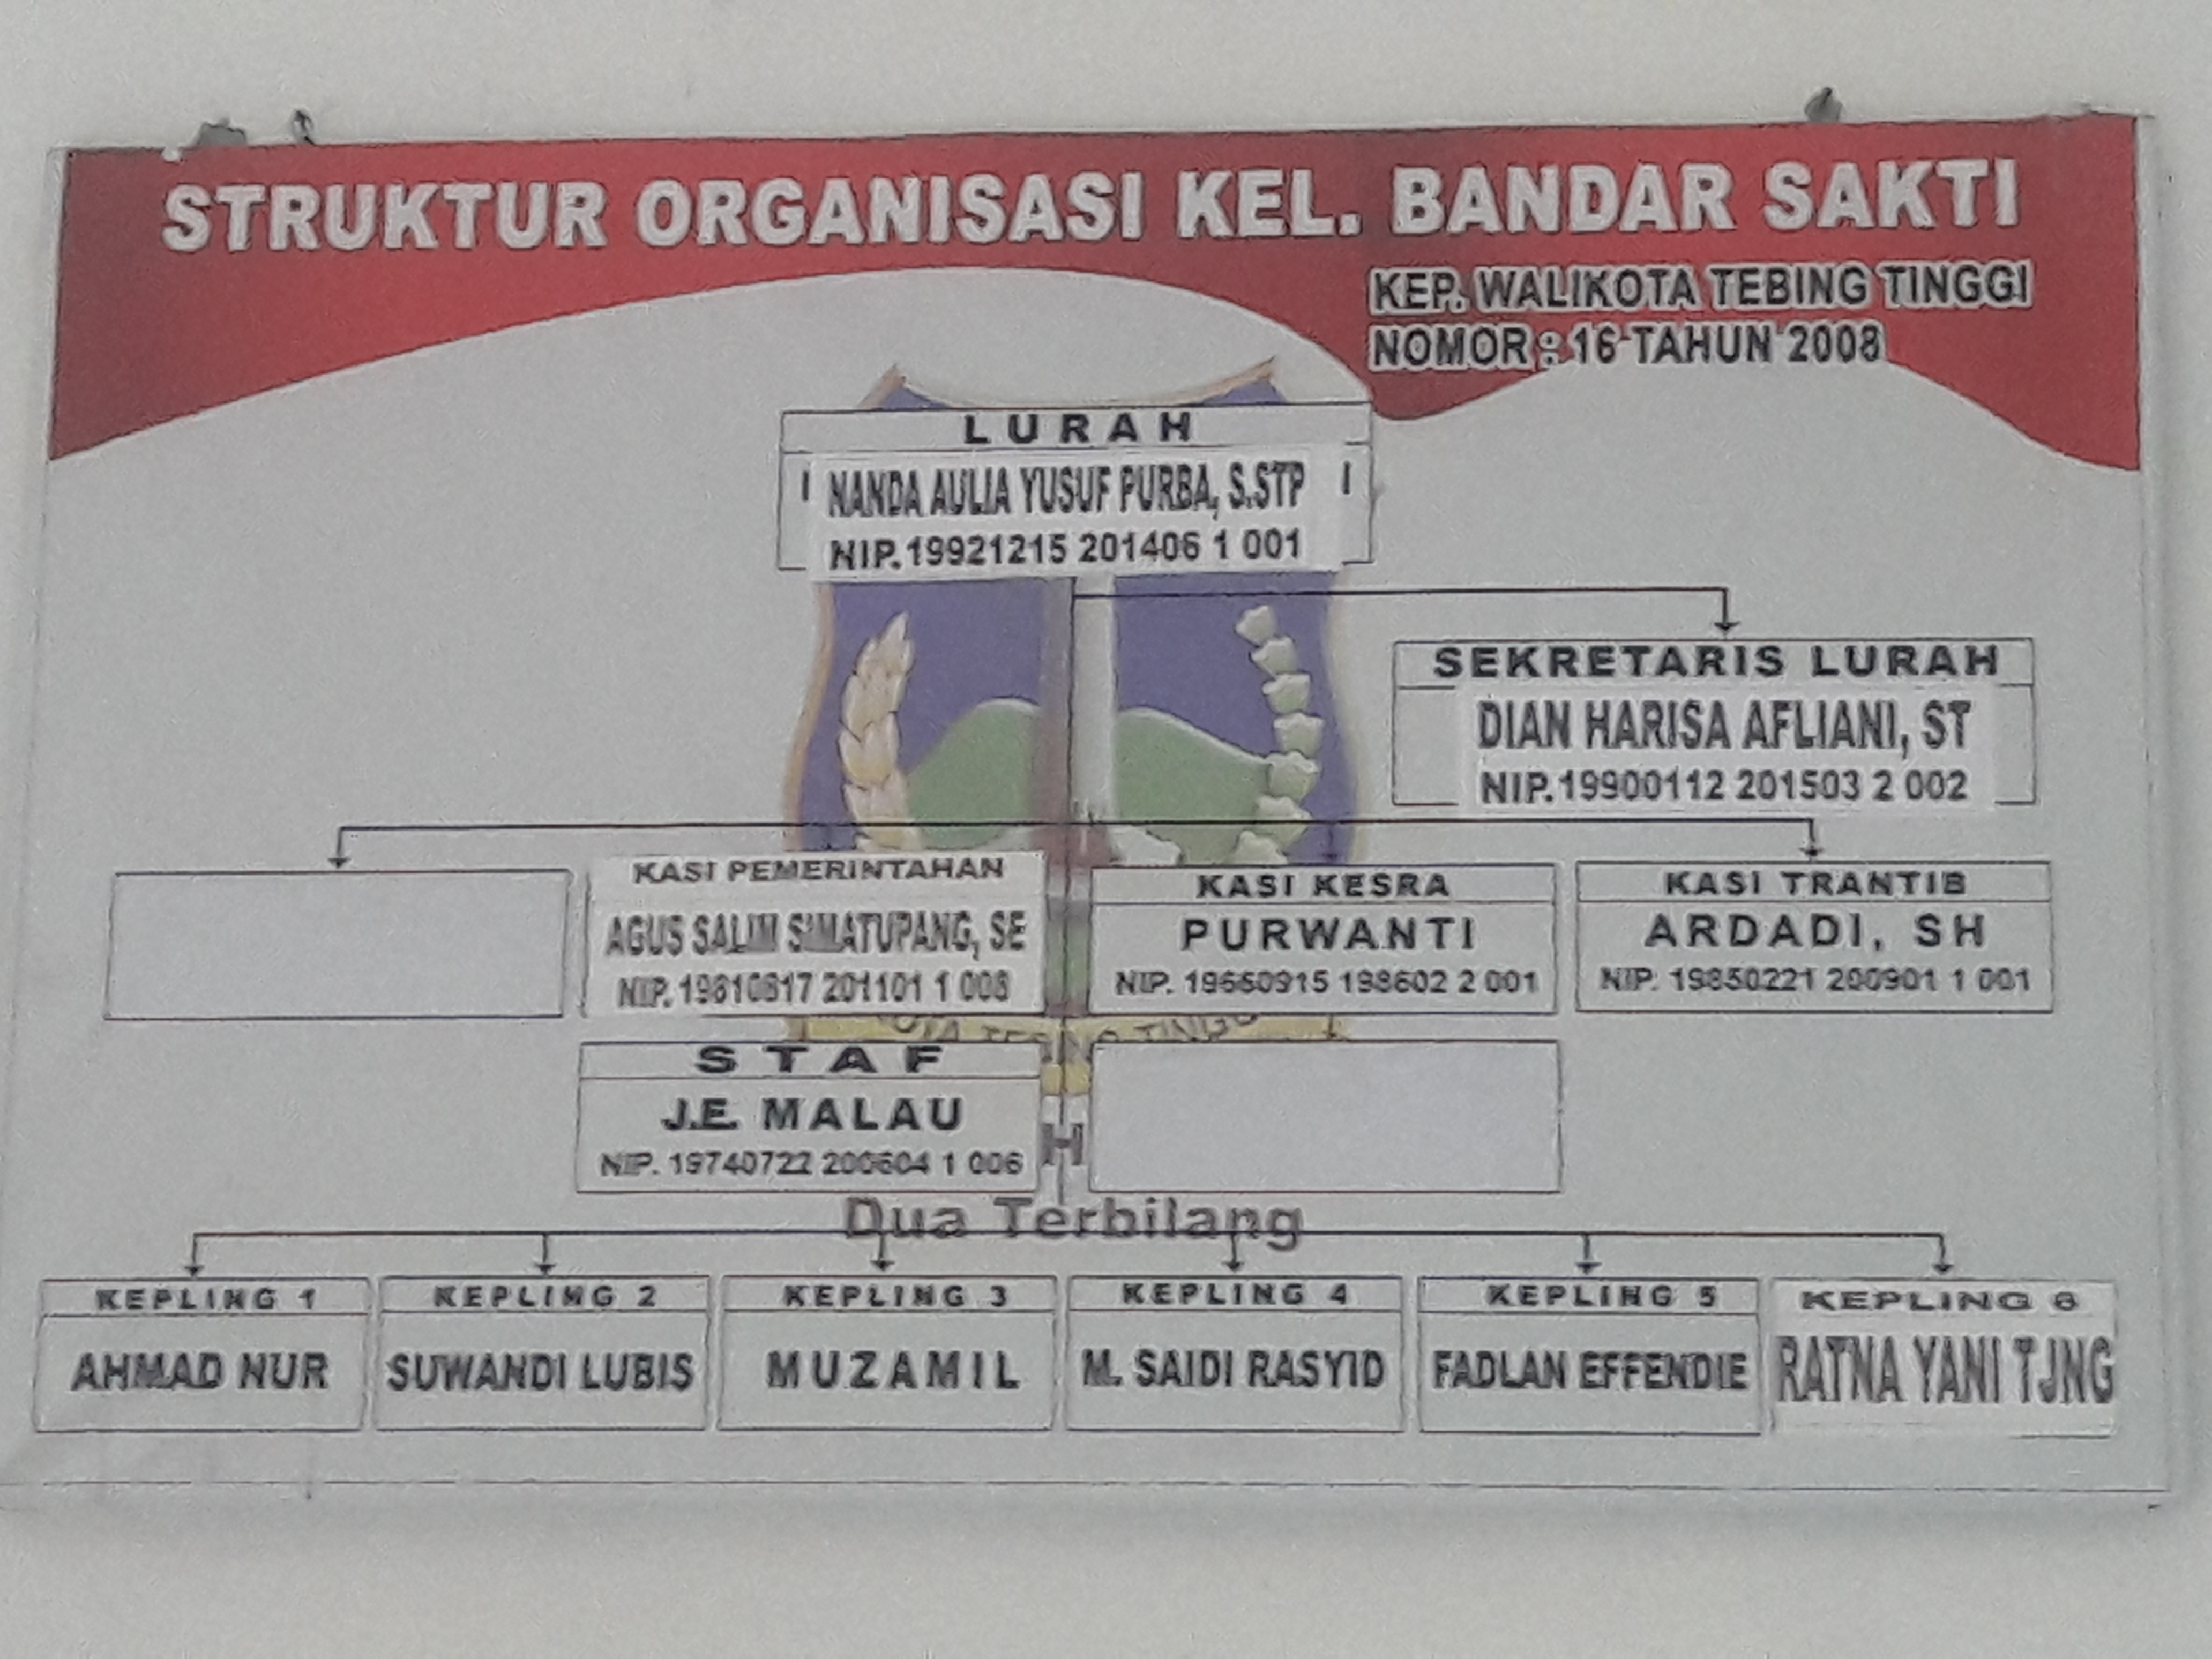 STRUKTUR ORGANISASI KEL. BANDAR SAKTI
KEP. WALIKOTA TEBING TINGGI
NOMOR : 16 TAHUN 2008
LURAH
NANDA AULIA YUSUF PURBA, S.STP
NIP. 19921215 201406 1 001
SEKRETARIS LURAH
DIAN HARISA AFLIANI, ST
NIP. 19900112 201503 2 002
KASI PEMERINTAHAN
AGUS SALIM SIMATUPANG, SE
NIP. 201101 1
KASI KESRA
PURWANTI
NIP. 19650915 198602 2 001
KASI TRANTIB
ARDADI, SH
NIP. 19850221 200901 1 001
STAF
J.E. MALAU
NIP. 19740722 200604 1 006
Dua Terbilang
KEPLING 1
AHMAD NUR
KEPLING 2
SUWANDI LUBIS
KEPLING 3
MUZAMIL
KEPLING 4
M. SAIDI RASYID
KEPLING 5
FADLAN EFFENDIE
KEPLING 6
RATNA YANI TJNG